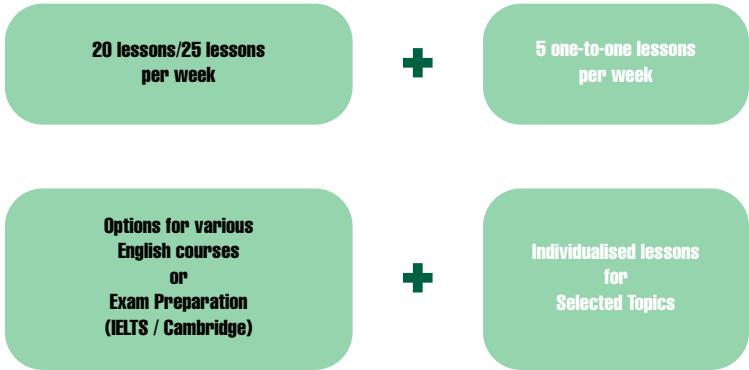 20 lessons/25 lessons
per week
+
5 one-to-one lessons
per week
Options for various
English courses
or
Exam Preparation
(IELTS / Cambridge)
+
Individualised lessons
for
Selected Topics